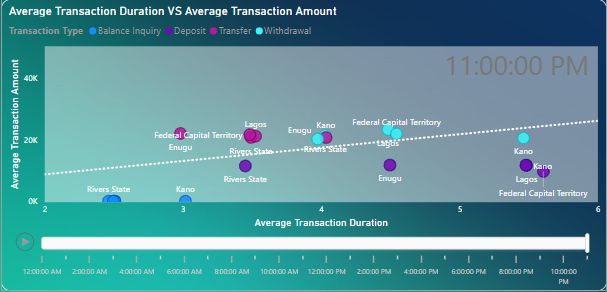 Average Transaction Duration VS Average Transaction Amount
Transaction Type Balance Inquiry Deposit Transfer Withdrawal
11:00:00 PM
Average Transaction Amount
40K
20K
0K
Federal Capital Territory
Enugu
Lagos
Rivers State
Rivers State
Enugu
Kano
Rivers State
Federal Capital Territory
Lagos
Enugu
Kano
Kano
Lagos
Federal Capital Territory
Rivers State
Kano
2 3 4 5 6
Average Transaction Duration
12:00:00 AM 2:00:00 AM 4:00:00 AM 6:00:00 AM 8:00:00 AM 10:00:00 AM 12:00:00 PM 2:00:00 PM 4:00:00 PM 6:00:00 PM 8:00:00 PM 10:00:00 PM